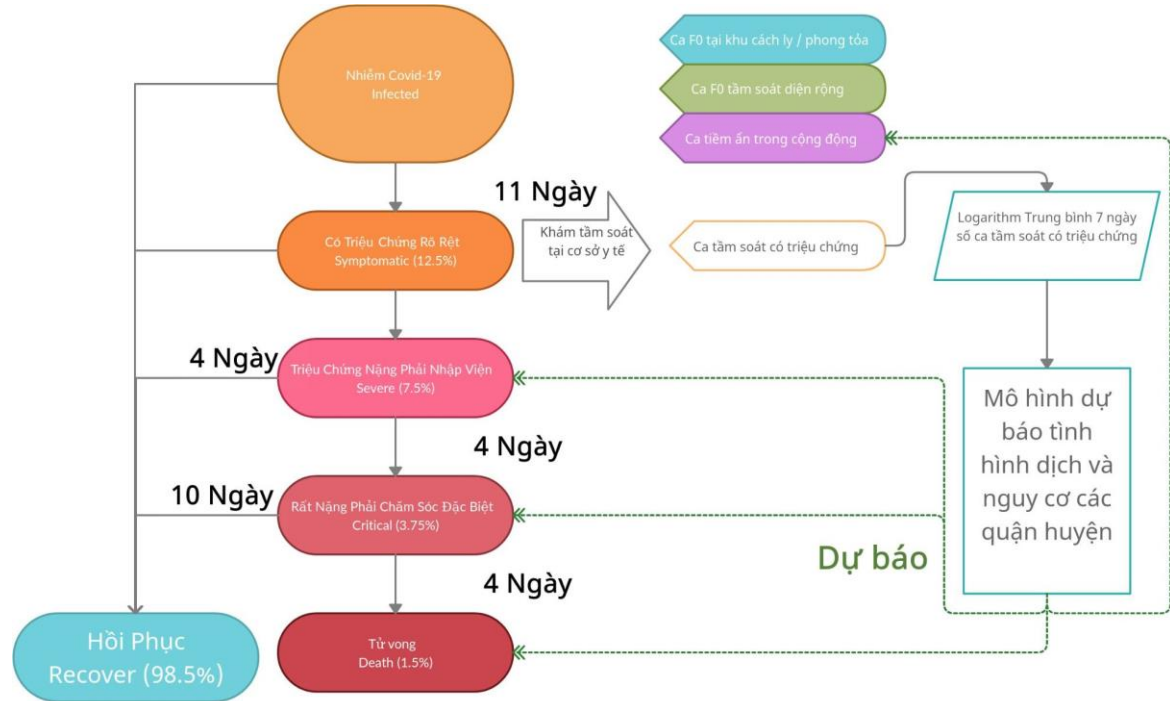 Nhiễm Covid-19
Infected
Ca F0 tại khu cách ly / phong tỏa
Ca F0 tầm soát diện rộng
Ca tiềm ẩn trong cộng động
11 Ngày
Khám tầm soát
tại cơ sở y tế
Ca tầm soát có triệu chứng
Logarithm Trung bình 7 ngày
số ca tầm soát có triệu chứng
Có Triệu Chứng Rõ Rệt
Symptomatic (12.5%)
4 Ngày
Triệu Chứng Nặng Phải Nhập Viện
Severe (7.5%)
4 Ngày
10 Ngày
Rất Nặng Phải Chăm Sóc Đặc Biệt
Critical (3.75%)
4 Ngày
Mô hình dự
báo tình
hình dịch và
nguy cơ các
quận huyện
Dự báo
Hồi Phục
Recover (98.5%)
Tử vong
Death (1.5%)